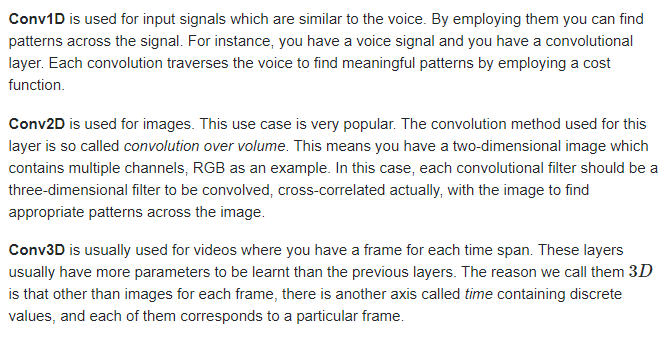 Conv1D is used for input signals which are similar to the voice. By employing them you can find
patterns across the signal. For instance, you have a voice signal and you have a convolutional
layer. Each convolution traverses the voice to find meaningful patterns by employing a cost
function.
Conv2D is used for images. This use case is very popular. The convolution method used for this
layer is so called convolution over volume. This means you have a two-dimensional image which
contains multiple channels, RGB as an example. In this case, each convolutional filter should be a
three-dimensional filter to be convolved, cross-correlated actually, with the image to find
appropriate patterns across the image.
Conv3D is usually used for videos where you have a frame for each time span. These layers
usually have more parameters to be learnt than the previous layers. The reason we call them 3D
is that other than images for each frame, there is another axis called time containing discrete
values, and each of them corresponds to a particular frame.